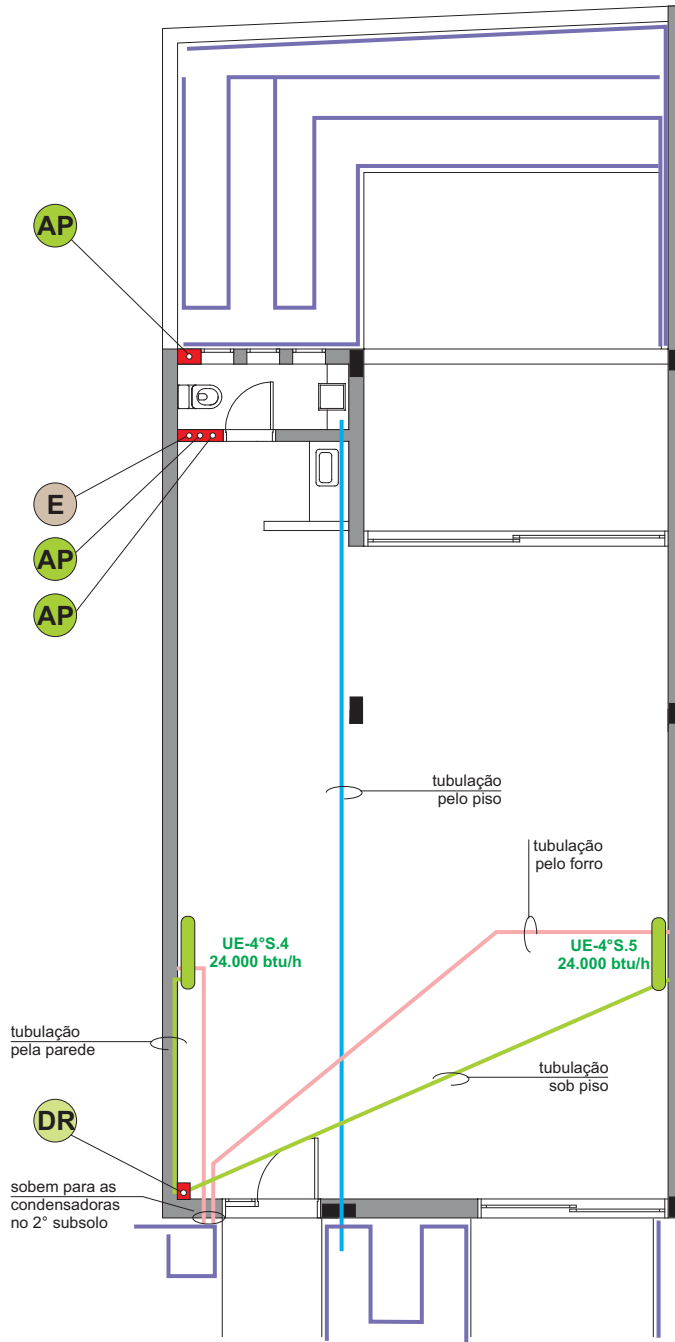 AP
E
AP
AP
tubulação
pelo piso
tubulação
pelo forro
UE-4°S.4
24.000 btu/h
UE-4°S.5
24.000 btu/h
tubulação
pela parede
tubulação
sob piso
DR
sobem para as
condensadoras
no 2° subsolo